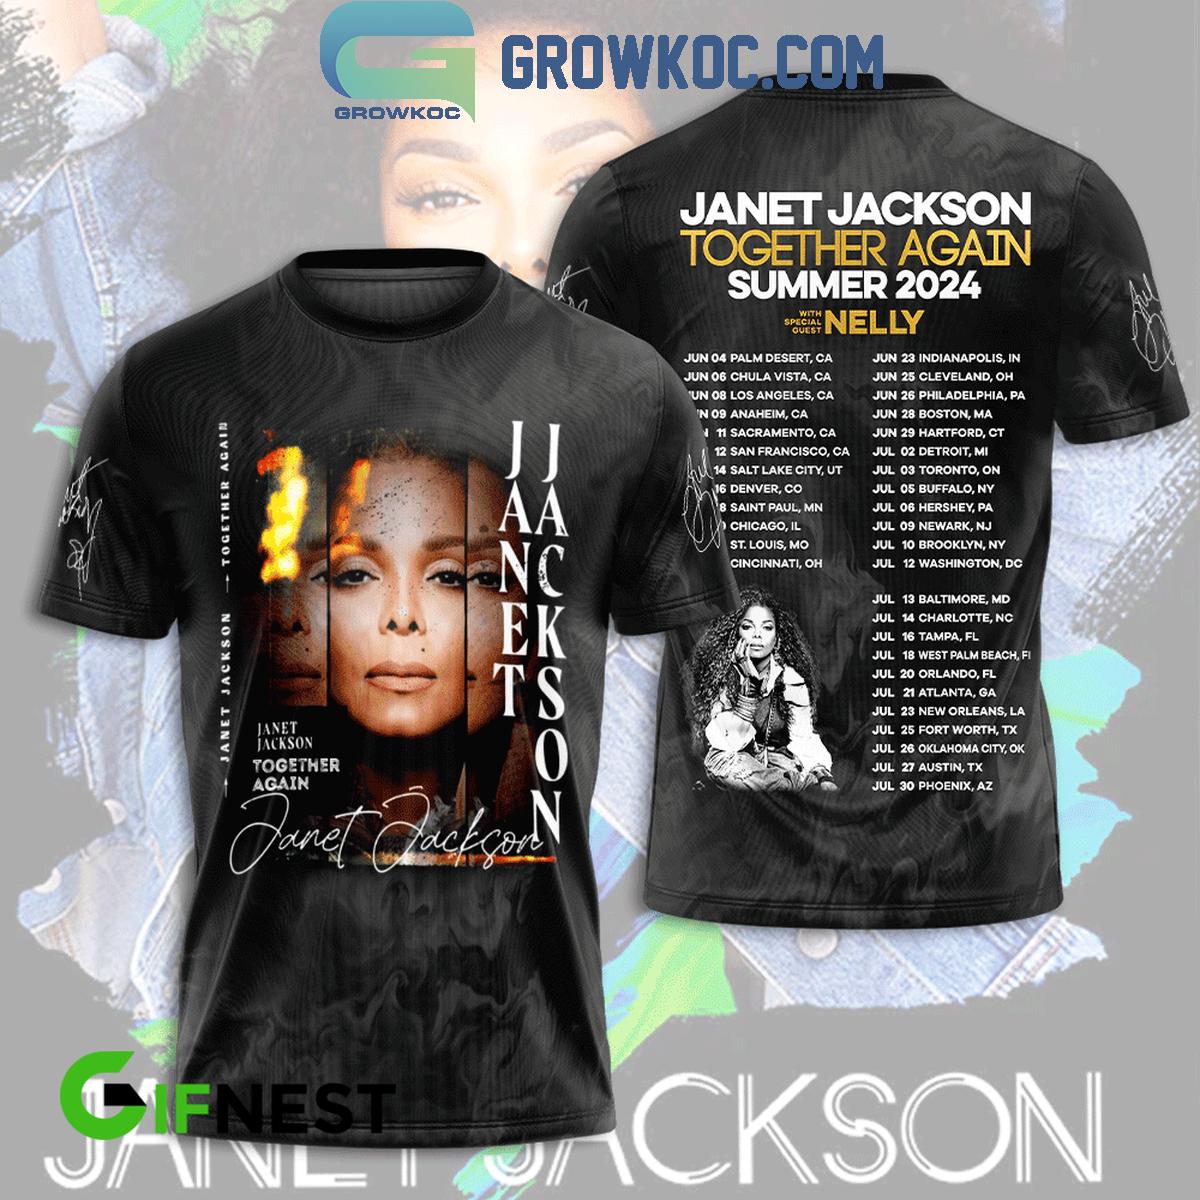 GROWKOC
GROWKOC.COM
JANET JACKSON
TOGETHER AGAIN
SUMMER 2024
WITH
SPECIAL
GUEST
NELLY
JUN 04 PALM DESERT, CA
JUN 06 CHULA VISTA, CA
JUN 08 LOS ANGELES, CA
JUN 09 ANAHEIM, CA
11 SACRAMENTO, CA
12 SAN FRANCISCO, CA
14 SALT LAKE CITY, UT
16 DENVER, CO
8 SAINT PAUL, MN
CHICAGO, IL
ST. LOUIS, MO
CINCINNATI, OH
JUN 23 INDIANAPOLIS, IN
JUN 25 CLEVELAND, OH
JUN 26 PHILADELPHIA, PA
JUN 28 BOSTON, MA
JUN 29 HARTFORD, CT
JUL 02 DETROIT, MI
JUL 03 TORONTO, ON
JUL 05 BUFFALO, NY
JUL 06 HERSHEY, PA
JUL 09 NEWARK, NJ
JUL 10 BROOKLYN, NY
JUL 12 WASHINGTON, DC
JUL 13 BALTIMORE, MD
JUL 14 CHARLOTTE, NC
JUL 16 TAMPA, FL
JUL 18 WEST PALM BEACH, Fl
JUL 20 ORLANDO, FL
JUL 21 ATLANTA, GA
JUL 23 NEW ORLEANS, LA
JUL 25 FORT WORTH, TX
JUL 26 OKLAHOMA CITY, OK
JUL 27 AUSTIN, TX
JUL 30 PHOENIX, AZ
→ JANET JACKSON → TOGETHER AGAIN
JANET
JACKSON
JANET
JACKSON
TOGETHER
AGAIN
Janet Jackson
GIFNEST
JANET JACKSON